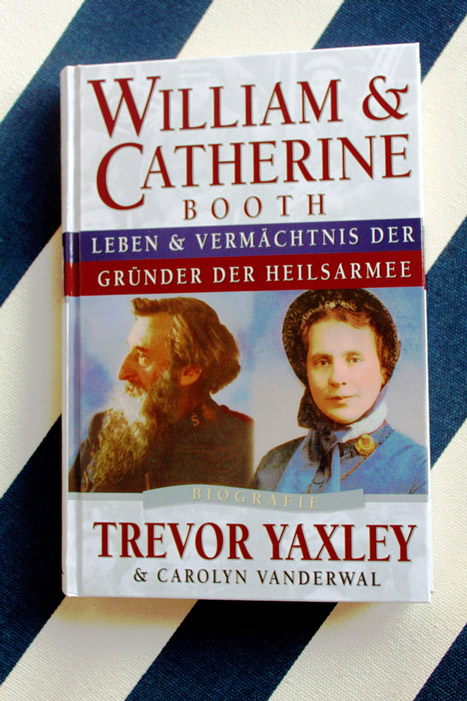 WILLIAM &
CATHERINE
BOOTH
LEBEN & VERMÄCHTNIS DER
GRÜNDER DER HEILSARMEE
BIOGRAFIE
TREVOR YAXLEY
& CAROLYN VANDERWAL